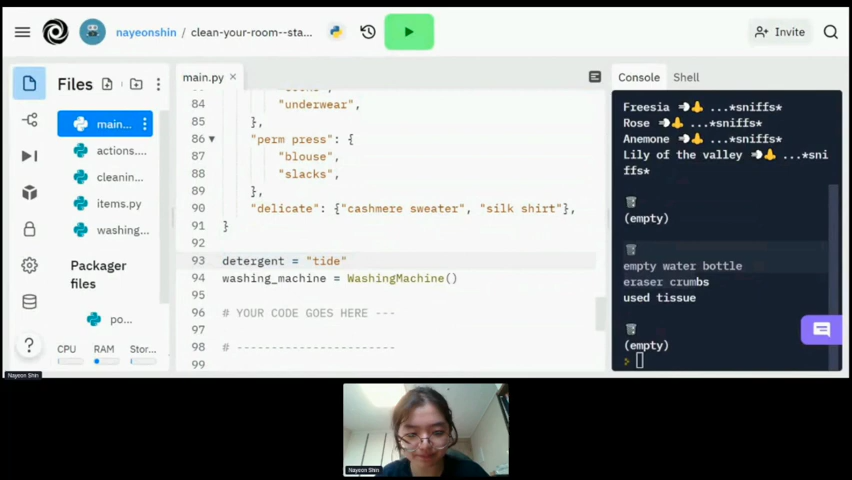 nayeonshin
/ clean-your-room--sta...
Invite
Files
main...
actions....
cleanin...
items.py
washing...
Packager
files
po...
CPU
RAM
Stor...
?
main.py ×
84 "underwear",
85 },
86 "perm press": {
87 "blouse",
88 "slacks",
89 },
90 "delicate": {"cashmere sweater", "silk shirt"},
91 }
92
93 detergent = "tide"
94 washing_machine = WashingMachine()
95
96 # YOUR CODE GOES HERE ---
97
98 # -----------------------
99
Console
Shell
Freesia ...*sniffs*
Rose ...*sniffs*
Anemone ...*sniffs*
Lily of the valley ...*sni
ffs*
(empty)
empty water bottle
eraser crumbs
used tissue
(empty)
>
Nayeon Shin
Nayeon Shin